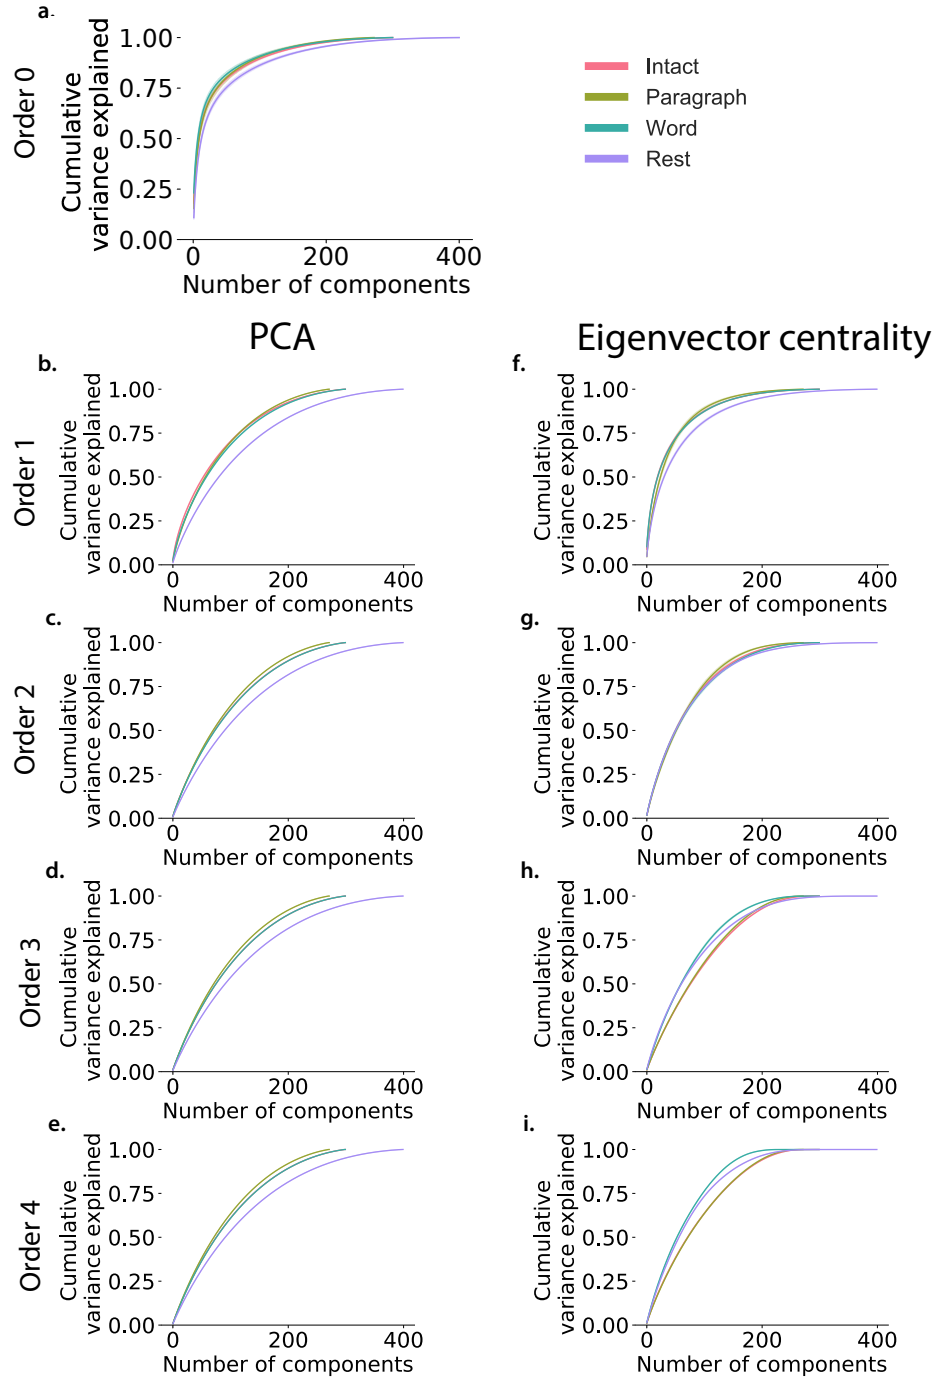 a.
Order 0
Cumulative
variance explained
1.00
0.75
0.50
0.25
0.00
0 200 400
Number of components
Intact
Paragraph
Word
Rest
PCA
Eigenvector centrality
b.
Order 1
Cumulative
variance explained
1.00
0.75
0.50
0.25
0.00
0 200 400
Number of components
f.
Cumulative
variance explained
1.00
0.75
0.50
0.25
0.00
0 200 400
Number of components
c.
Order 2
Cumulative
variance explained
1.00
0.75
0.50
0.25
0.00
0 200 400
Number of components
g.
Cumulative
variance explained
1.00
0.75
0.50
0.25
0.00
0 200 400
Number of components
d.
Order 3
Cumulative
variance explained
1.00
0.75
0.50
0.25
0.00
0 200 400
Number of components
h.
Cumulative
variance explained
1.00
0.75
0.50
0.25
0.00
0 200 400
Number of components
e.
Order 4
Cumulative
variance explained
1.00
0.75
0.50
0.25
0.00
0 200 400
Number of components
i.
Cumulative
variance explained
1.00
0.75
0.50
0.25
0.00
0 200 400
Number of components